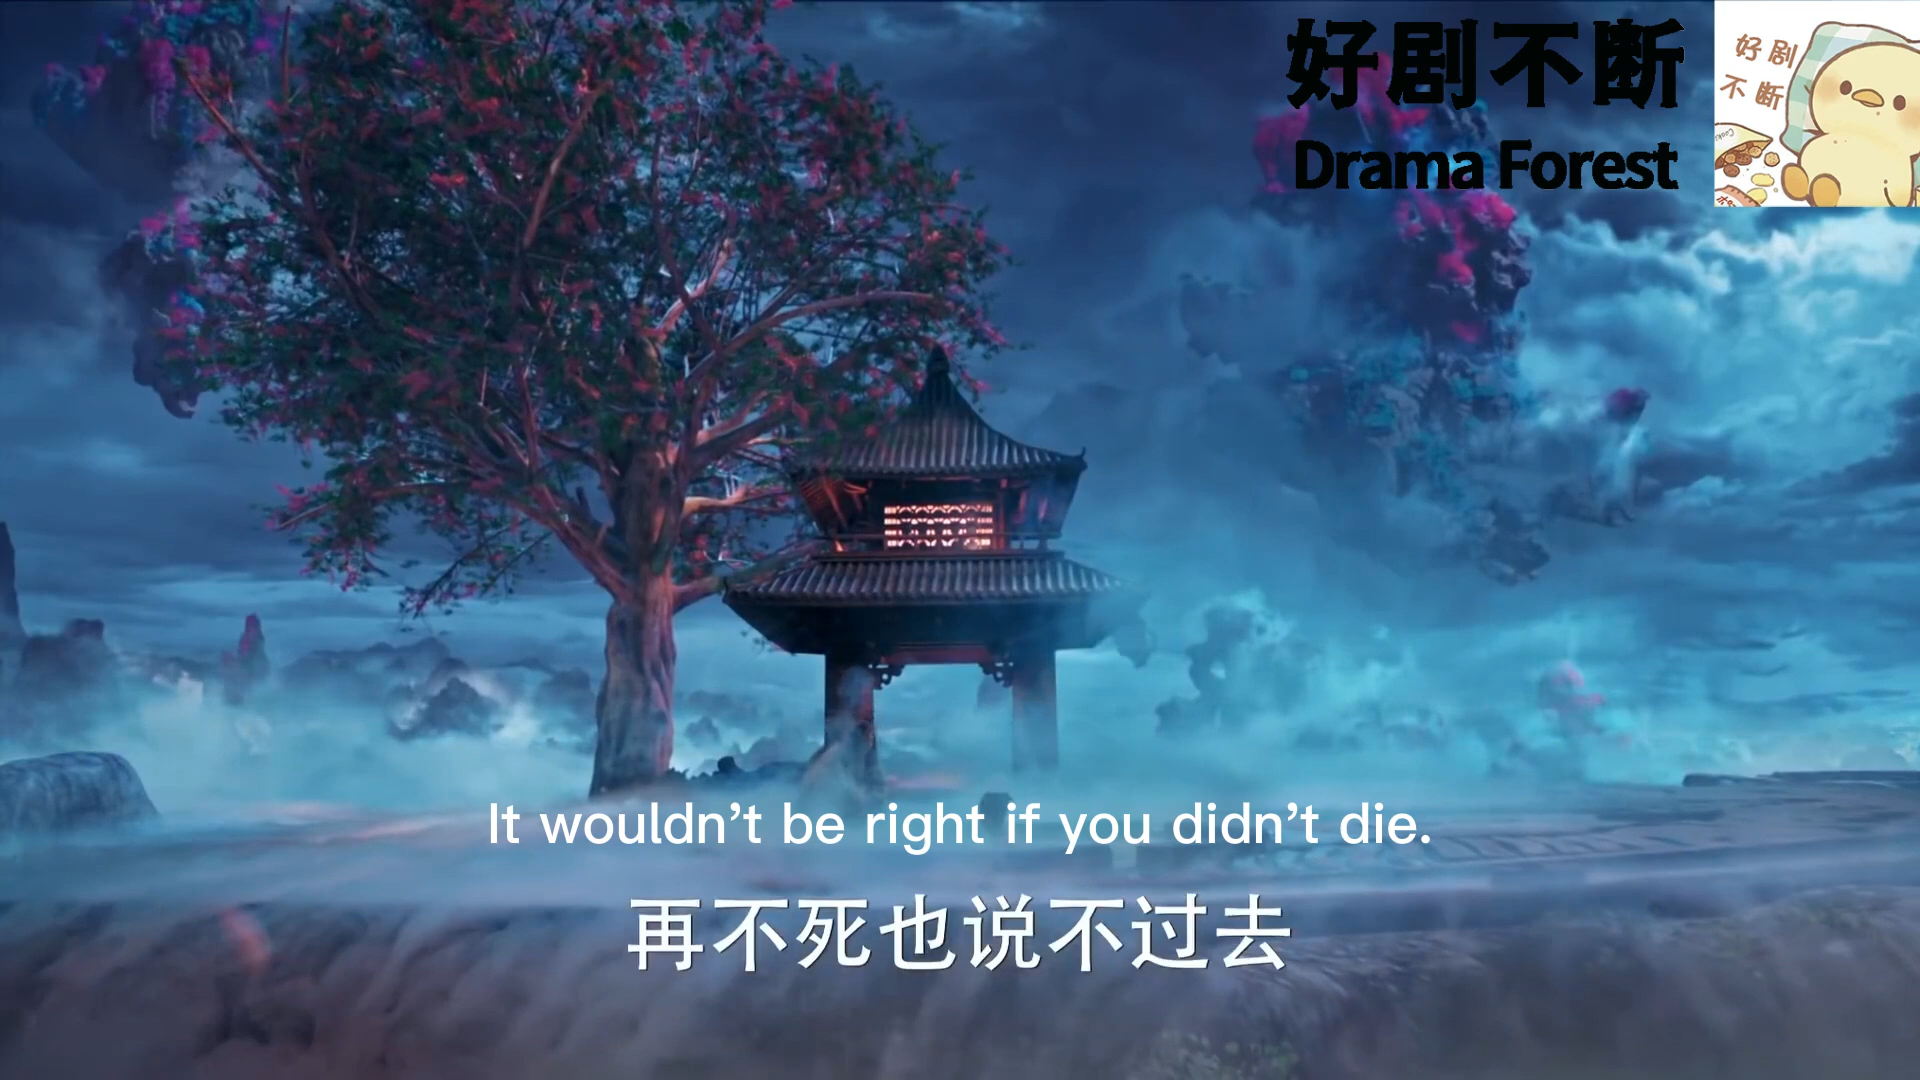 好剧不断
Drama Forest
好剧
不断
It wouldn't be right if you didn't die.
再不死也说不过去